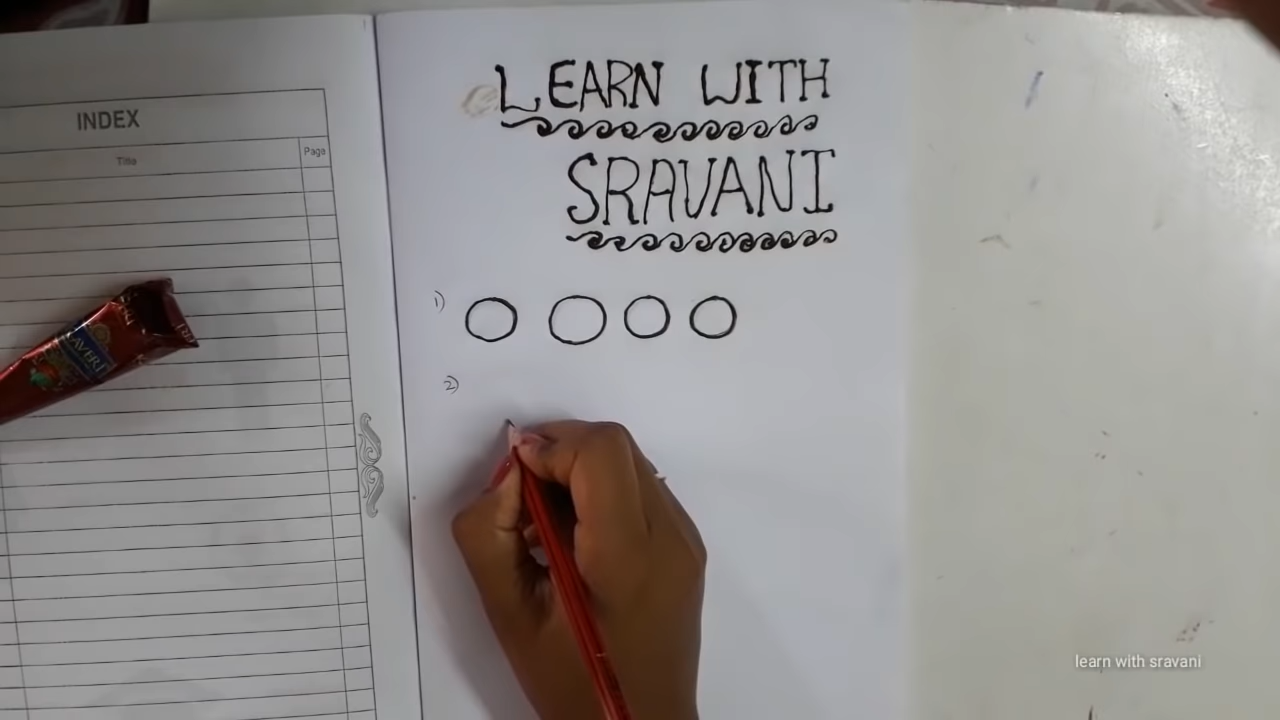 INDEX
Title
Page
LEARN WITH
SRAVANI
1)
2)
learn with sravani